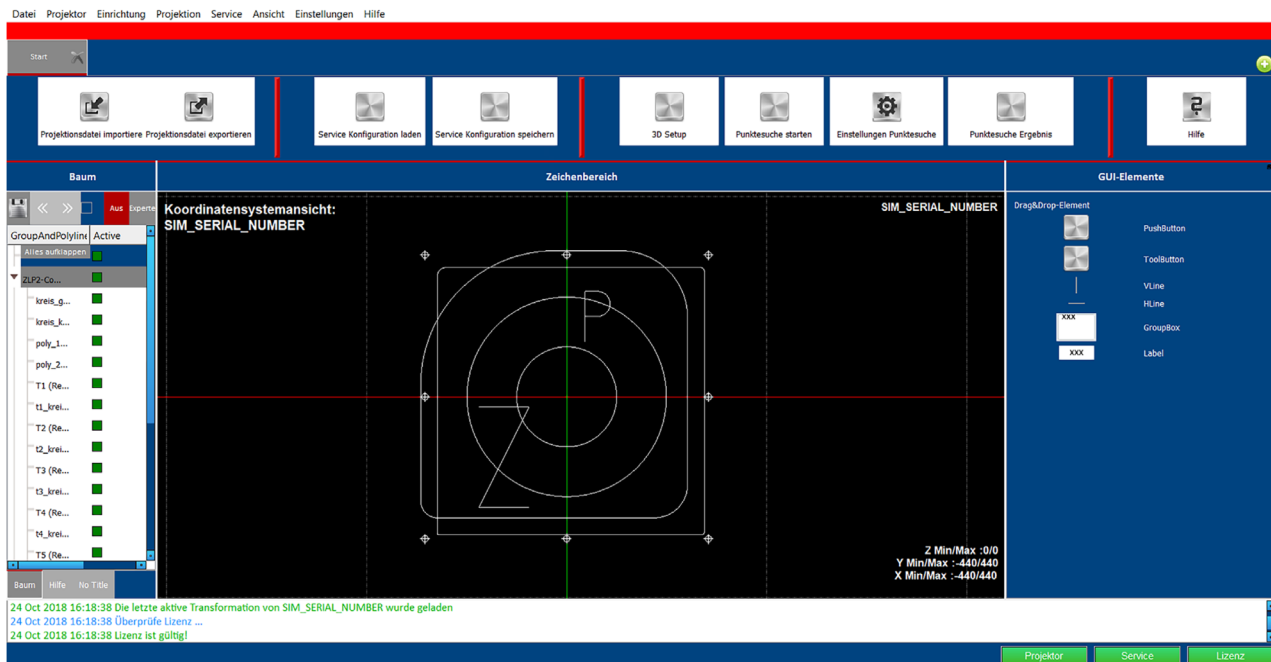 Datei Projektor Einrichtung Projektion Service Ansicht Einstellungen Hilfe
Start
Projektionsdatei importiere Projektionsdatei exportieren
Service Konfiguration laden Service Konfiguration speichern
3D Setup Punktesuche starten Einstellungen Punktesuche Punktesuche Ergebnis
Hilfe
Baum
Aus Experte
GroupAndPolyline Active
Alles aufklappen
ZLP2-Co...
kreis_g...
kreis_k...
poly_1...
poly_2...
T1 (Re...
t1_krei...
T2 (Re...
t2_krei...
T3 (Re...
t3_krei...
T4 (Re...
t4_krei...
T5 (Re...
Baum Hilfe No Title
Zeichenbereich
Koordinatensystemansicht:
SIM_SERIAL_NUMBER
SIM_SERIAL_NUMBER
P
Z
Z Min/Max :0/0
Y Min/Max :-440/440
X Min/Max :-440/440
GUI-Elemente
Drag&Drop-Element
PushButton
ToolButton
VLine
HLine
XXX
GroupBox
XXX Label
24 Oct 2018 16:18:38 Die letzte aktive Transformation von SIM_SERIAL_NUMBER wurde geladen
24 Oct 2018 16:18:38 Überprüfe Lizenz ...
24 Oct 2018 16:18:38 Lizenz ist gültig!
Projektor Service Lizenz